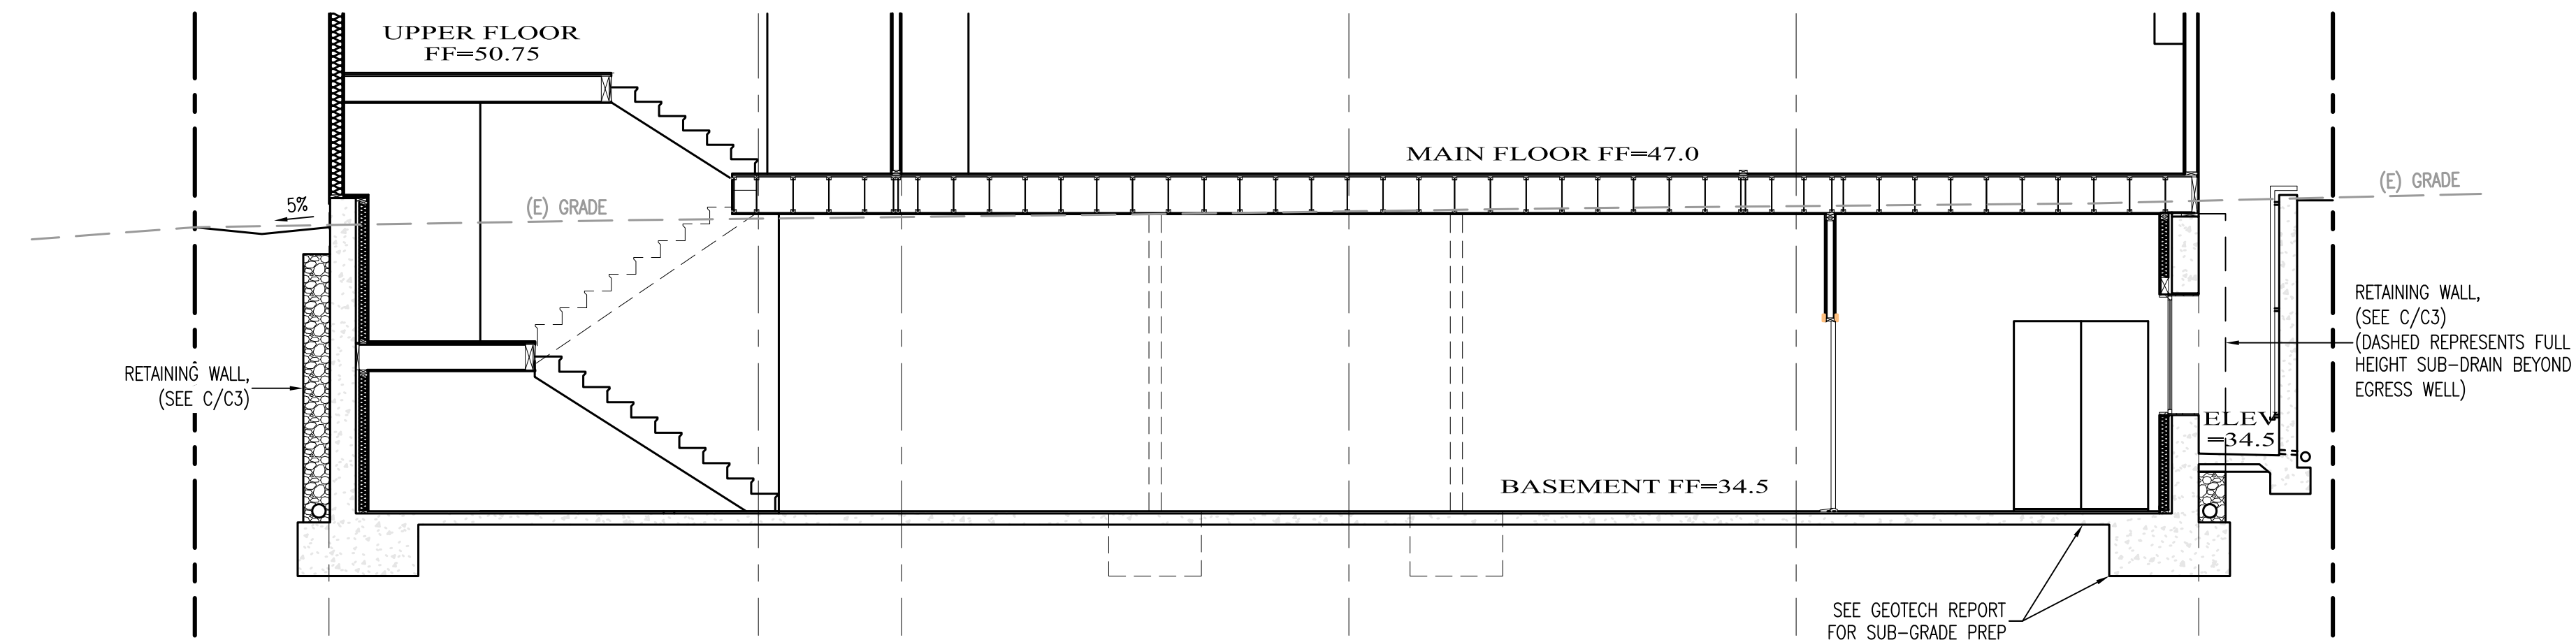 UPPER FLOOR
FF=50.75
MAIN FLOOR FF=47.0
5%
(E) GRADE
(E) GRADE
RETAINING WALL,
(SEE C/C3)
RETAINING WALL,
(SEE C/C3)
(DASHED REPRESENTS FULL
HEIGHT SUB-DRAIN BEYOND
EGRESS WELL)
ELEV
=34.5
BASEMENT FF=34.5
SEE GEOTECH REPORT
FOR SUB-GRADE PREP